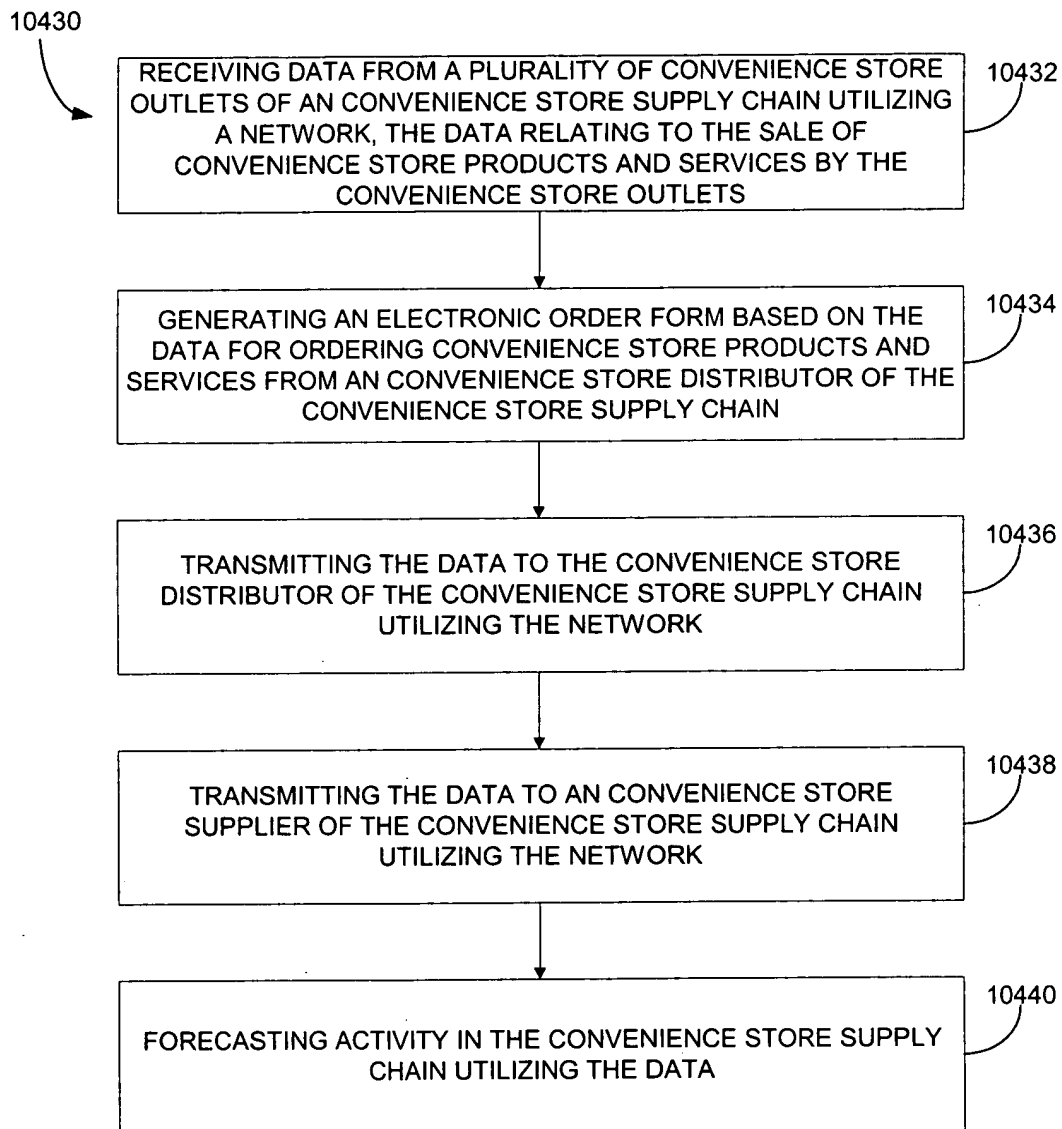 10430
RECEIVING DATA FROM A PLURALITY OF CONVENIENCE STORE
OUTLETS OF AN CONVENIENCE STORE SUPPLY CHAIN UTILIZING
A NETWORK, THE DATA RELATING TO THE SALE OF
CONVENIENCE STORE PRODUCTS AND SERVICES BY THE
CONVENIENCE STORE OUTLETS
10432
GENERATING AN ELECTRONIC ORDER FORM BASED ON THE
DATA FOR ORDERING CONVENIENCE STORE PRODUCTS AND
SERVICES FROM AN CONVENIENCE STORE DISTRIBUTOR OF THE
CONVENIENCE STORE SUPPLY CHAIN
10434
TRANSMITTING THE DATA TO THE CONVENIENCE STORE
DISTRIBUTOR OF THE CONVENIENCE STORE SUPPLY CHAIN
UTILIZING THE NETWORK
10436
TRANSMITTING THE DATA TO AN CONVENIENCE STORE
SUPPLIER OF THE CONVENIENCE STORE SUPPLY CHAIN
UTILIZING THE NETWORK
10438
FORECASTING ACTIVITY IN THE CONVENIENCE STORE SUPPLY
CHAIN UTILIZING THE DATA
10440